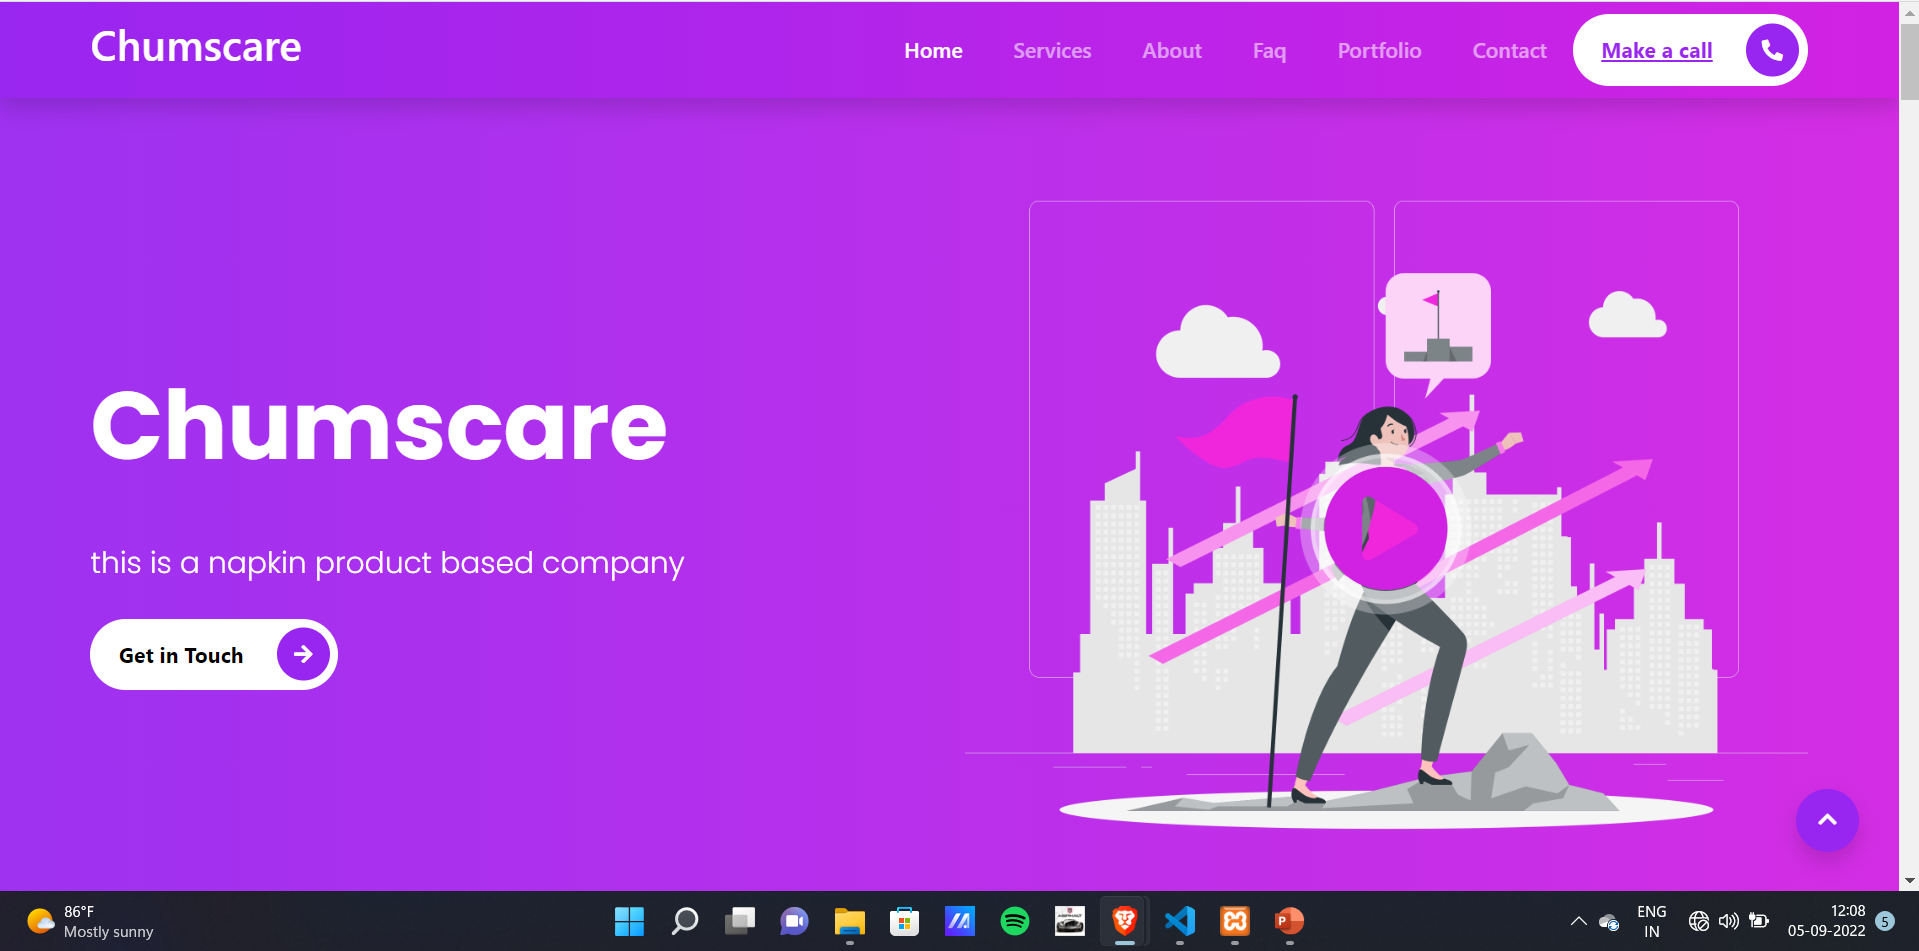 Chumscare
Home Services About Faq Portfolio Contact Make a call
Chumscare
this is a napkin product based company
Get in Touch
86°F
Mostly sunny
ENG
IN
12:08
05-09-2022
5